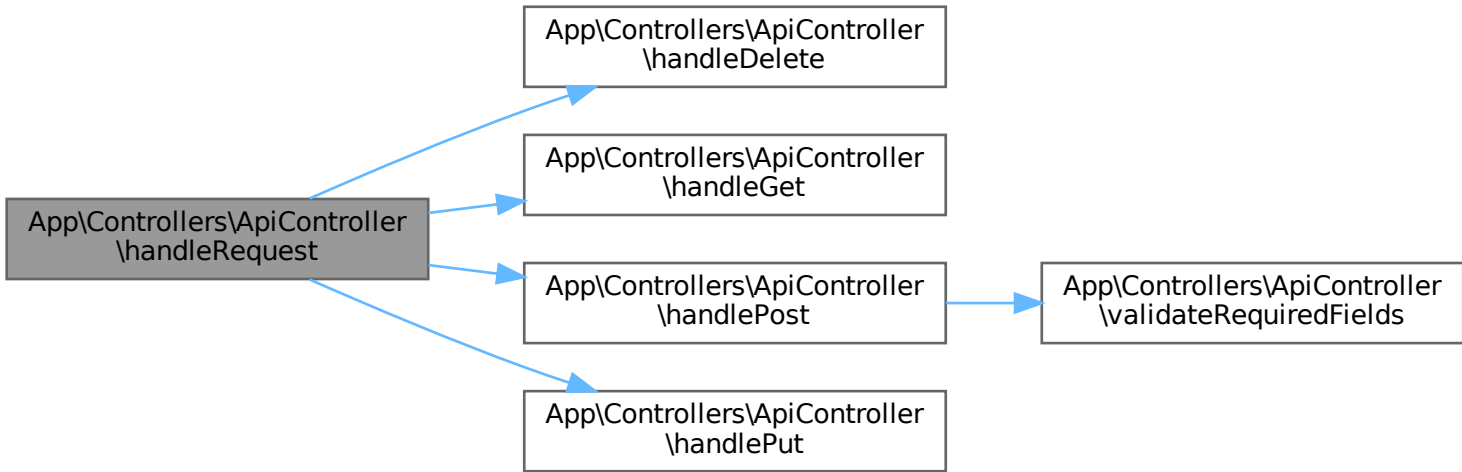 App\Controllers\ApiController
\handleRequest
App\Controllers\ApiController
\handleDelete
App\Controllers\ApiController
\handleGet
App\Controllers\ApiController
\handlePost
App\Controllers\ApiController
\handlePut
App\Controllers\ApiController
\validateRequiredFields